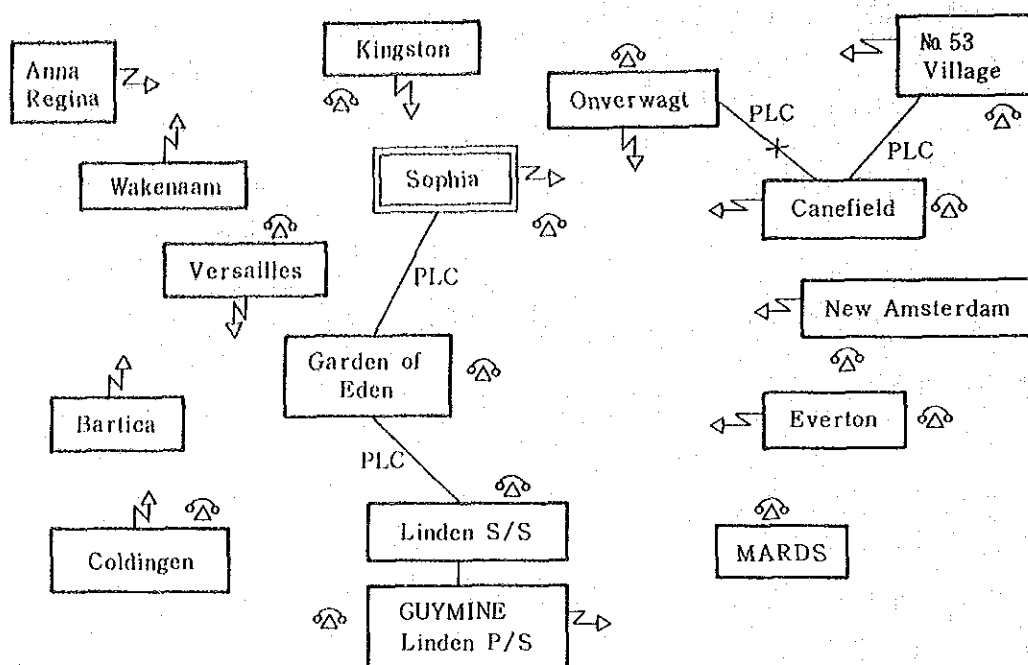 Anna
Regina
Kingston
Onverwagt
No. 53
Village
PLC
PLC
Wakenaam
Sophia
Canefield
Versailles
PLC
New Amsterdam
Garden of
Eden
Bartica
Everton
PLC
Linden S/S
Coldingen
MARDS
GUYMINE
Linden P/S